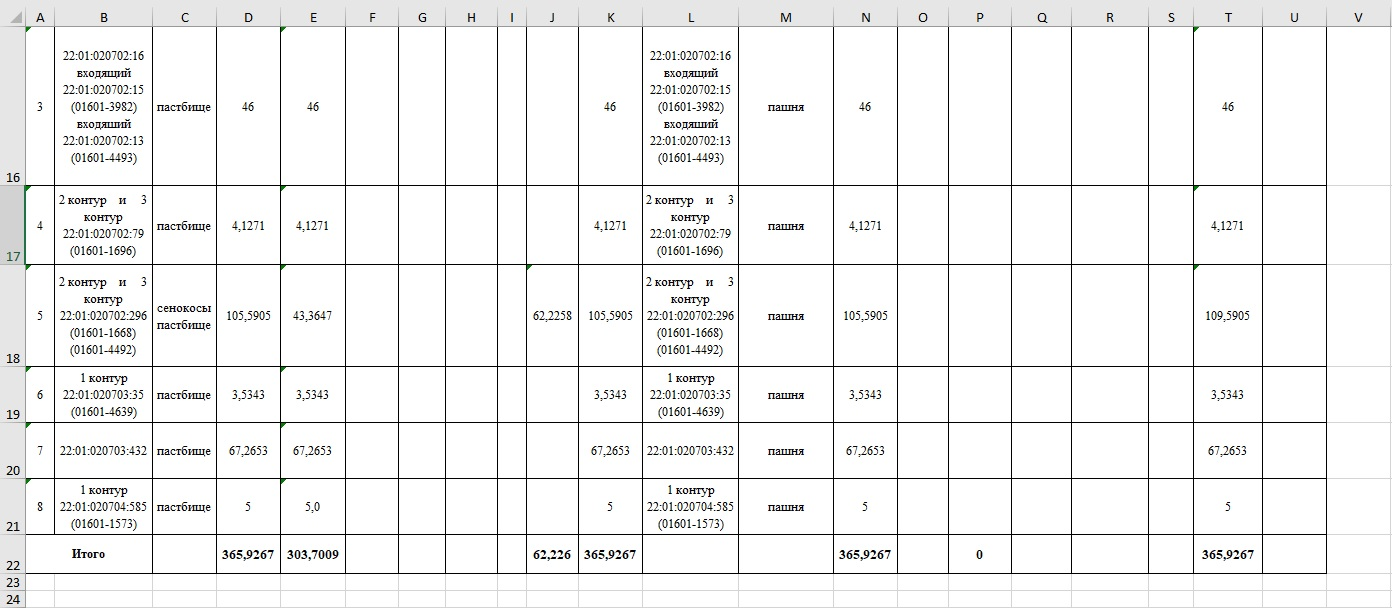 A B C D E F G H I J K L M N O P Q R S T U V
16 3 22:01:020702:16 входящий 22:01:020702:15 (01601-3982) входяший 22:01:020702:13 (01601-4493) пастбище 46 46 46 22:01:020702:16 входящий 22:01:020702:15 (01601-3982) входяший 22:01:020702:13 (01601-4493) пашня 46 46
17 4 2 контур и 3 контур 22:01:020702:79 (01601-1696) пастбище 4,1271 4,1271 4,1271 2 контур и 3 контур 22:01:020702:79 (01601-1696) пашня 4,1271 4,1271
18 5 2 контур и 3 контур 22:01:020702:296 (01601-1668) (01601-4492) сенокосы пастбище 105,5905 43,3647 62,2258 105,5905 2 контур и 3 контур 22:01:020702:296 (01601-1668) (01601-4492) пашня 105,5905 109,5905
19 6 1 контур 22:01:020703:35 (01601-4639) пастбище 3,5343 3,5343 3,5343 1 контур 22:01:020703:35 (01601-4639) пашня 3,5343 3,5343
20 7 22:01:020703:432 пастбище 67,2653 67,2653 67,2653 22:01:020703:432 пашня 67,2653 67,2653
21 8 1 контур 22:01:020704:585 (01601-1573) пастбище 5 5,0 5 1 контур 22:01:020704:585 (01601-1573) пашня 5 5
22 Итого 365,9267 303,7009 62,226 365,9267 365,9267 0 365,9267
23
24